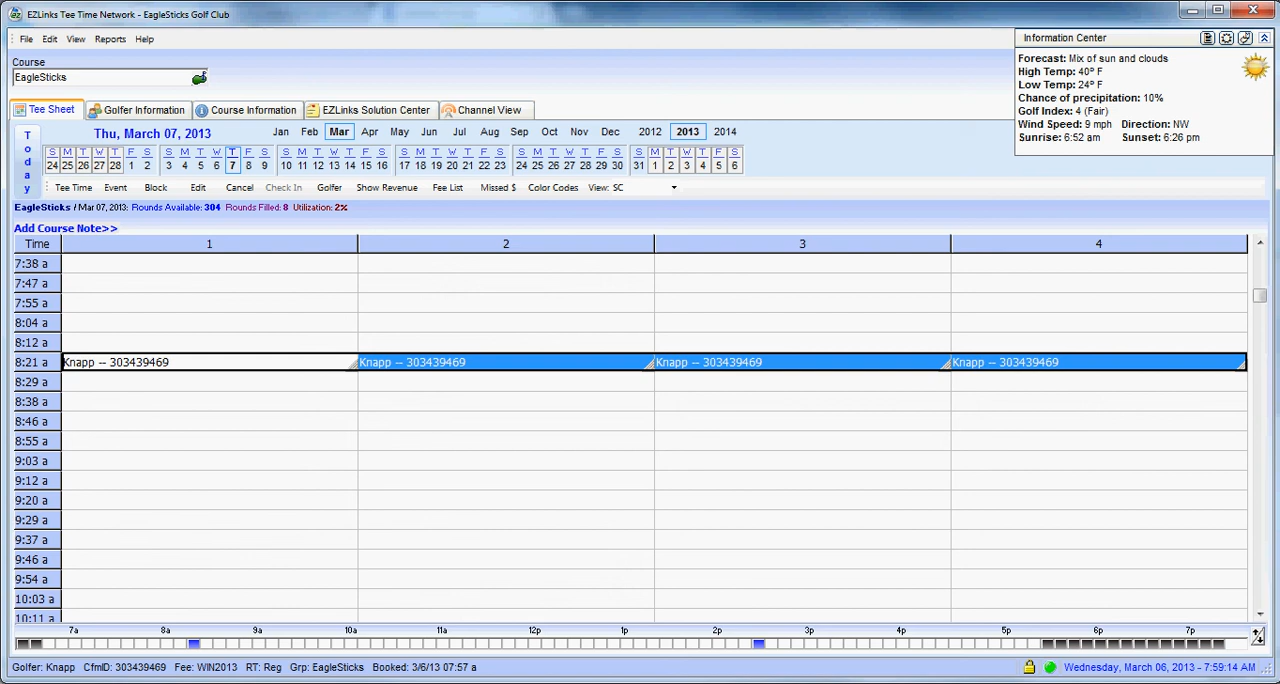 EZLinks Tee Time Network - EagleSticks Golf Club
File Edit View Reports Help
Course
EagleSticks
Information Center
Forecast: Mix of sun and clouds
High Temp: 40° F
Low Temp: 24° F
Chance of precipitation: 10%
Golf Index: 4 (Fair)
Wind Speed: 9 mph Direction: NW
Sunrise: 6:52 am Sunset: 6:26 pm
Tee Sheet Golfer Information Course Information EZLinks Solution Center Channel View
Today
Thu, March 07, 2013 Jan Feb Mar Apr May Jun Jul Aug Sep Oct Nov Dec 2012 2013 2014
S M T W T F S S M T W T F S S M T W T F S S M T W T F S S M T W T F S S M T W T F S
24 25 26 27 28 1 2 3 4 5 6 7 8 9 10 11 12 13 14 15 16 17 18 19 20 21 22 23 24 25 26 27 28 29 30 31 1 2 3 4 5 6
Tee Time Event Block Edit Cancel Check In Golfer Show Revenue Fee List Missed $ Color Codes View: SC
EagleSticks / Mar 07, 2013: Rounds Available: 304 Rounds Filled: 8 Utilization: 2%
Add Course Note>>
Time 1 2 3 4
7:38 a
7:47 a
7:55 a
8:04 a
8:12 a
8:21 a Knapp -- 303439469 Knapp -- 303439469 Knapp -- 303439469 Knapp -- 303439469
8:29 a
8:38 a
8:46 a
8:55 a
9:03 a
9:12 a
9:20 a
9:29 a
9:37 a
9:46 a
9:54 a
10:03 a
10:11 a
7a 8a 9a 10a 11a 12p 1p 2p 3p 4p 5p 6p 7p
Golfer: Knapp CfmID: 303439469 Fee: WIN2013 RT: Reg Grp: EagleSticks Booked: 3/6/13 07:57 a
Wednesday, March 06, 2013 - 7:59:14 AM